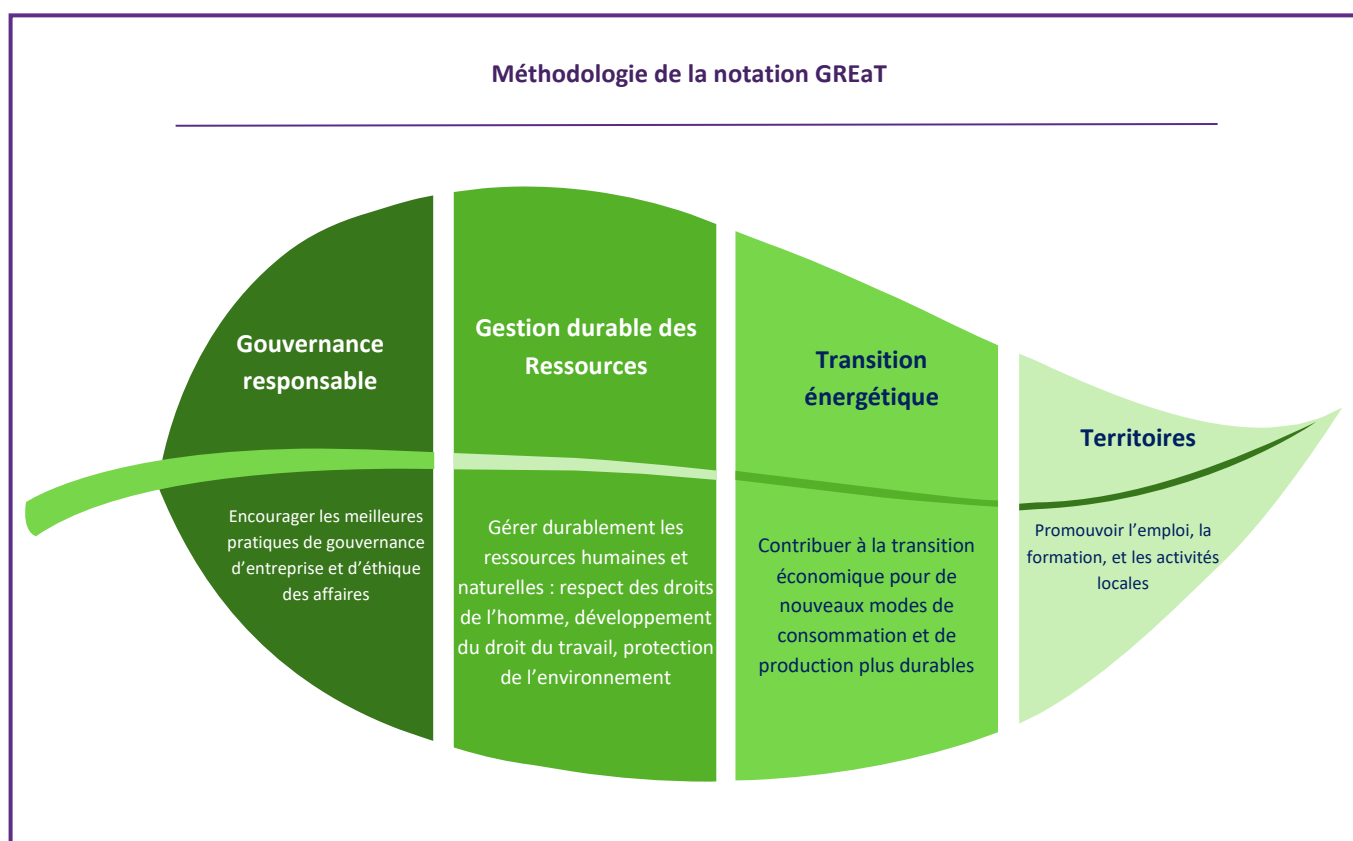 Méthodologie de la notation GREaT
Gouvernance
responsable
Encourager les meilleures
pratiques de gouvernance
d’entreprise et d’éthique
des affaires
Gestion durable des
Ressources
Gérer durablement les
ressources humaines et
naturelles : respect des droits
de l’homme, développement
du droit du travail, protection
de l’environnement
Transition
énergétique
Contribuer à la transition
économique pour de
nouveaux modes de
consommation et de
production plus durables
Territoires
Promouvoir l’emploi, la
formation, et les activités
locales